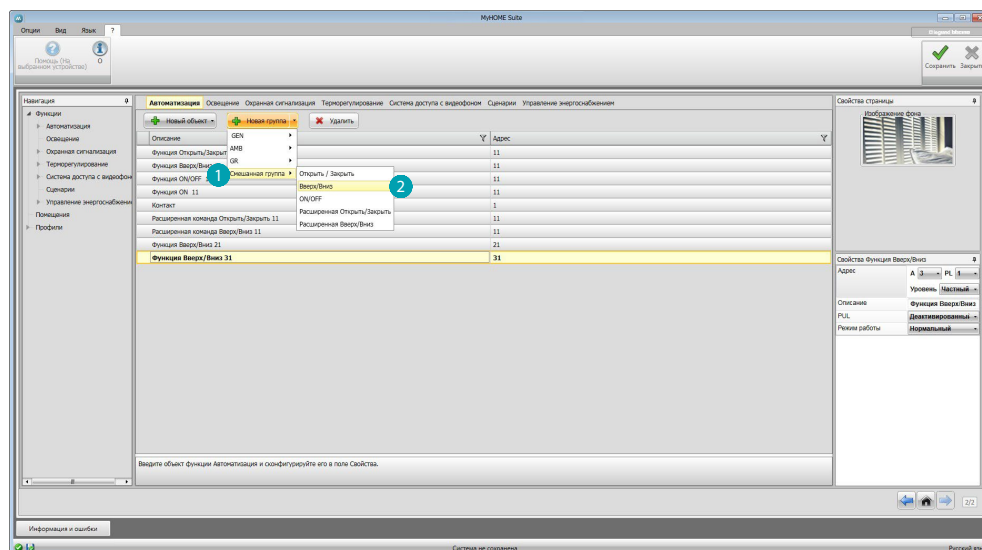 MyHOME Suite
Опции Вид Язык ?
Помощь (На выбранном устройстве)
О
Сохранить Закрыть
Навигация
Функции
Автоматизация
Освещение
Охранная сигнализация
Терморегулирование
Система доступа с видеофон
Сценарии
Управление энергоснабжени
Помещения
Профили
Автоматизация Освещение Охранная сигнализация Терморегулирование Система доступа с видеофоном Сценарии Управление энергоснабжением
Новый объект Новая группа Удалить
Описание Адрес
Функция Открыть/Закрыт 11
Функция Вверх/Вниз 11
Функция ON/OFF 11
Функция ON 11 11
Контакт 1
Расширенная команда Открыть/Закрыть 11 11
Расширенная команда Вверх/Вниз 11 11
Функция Вверх/Вниз 21 21
Функция Вверх/Вниз 31 31
GEN
AMB
GR
Смешанная группа
1
Открыть / Закрыть
Вверх/Вниз
ON/OFF
Расширенная Открыть/Закрыть
Расширенная Вверх/Вниз
2
Введите объект функции Автоматизация и сконфигурируйте его в поле Свойства.
Свойства страницы
Изображение фона
Свойства Функция Вверх/Вниз
Адрес A 3 PL 1
Уровень Частный
Описание Функция Вверх/Вниз
PUL Деактивированный
Режим работы Нормальный
2/2
Информация и ошибки
Система не сохранена
Русский язы